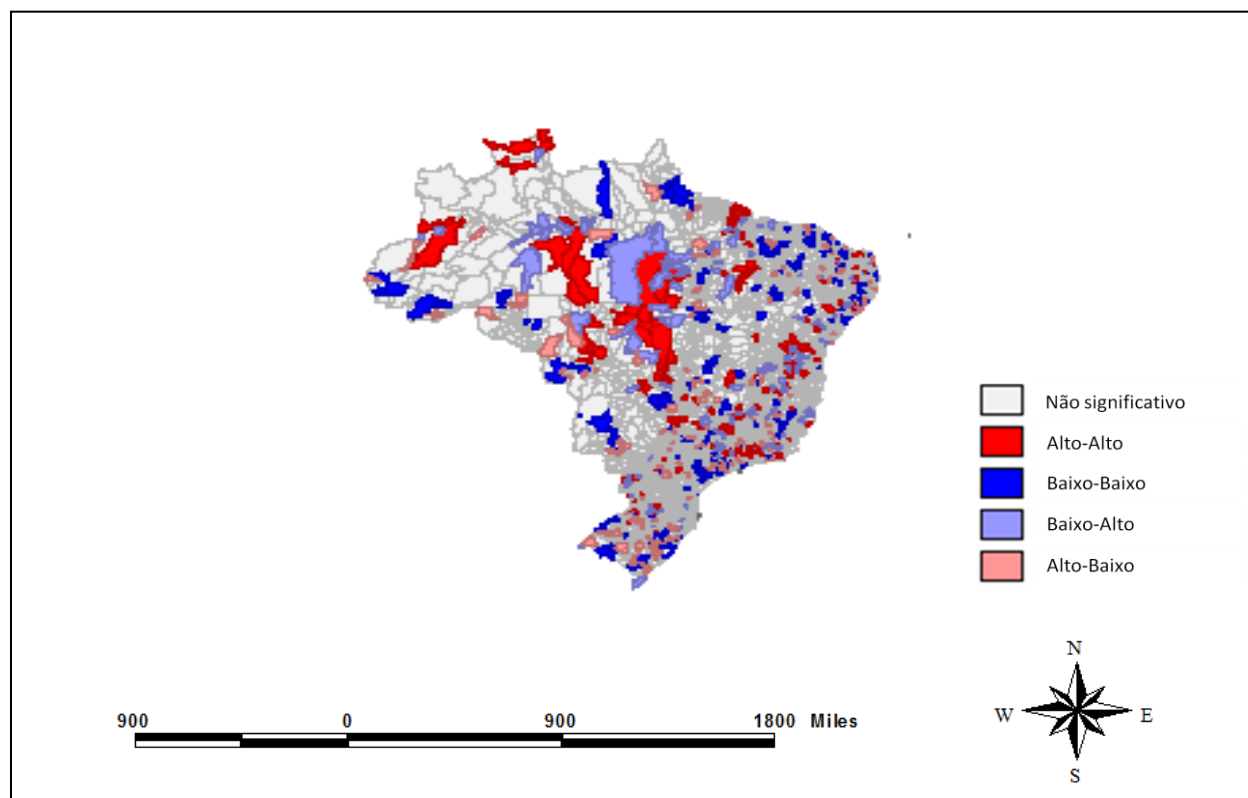 Não significativo
Alto-Alto
Baixo-Baixo
Baixo-Alto
Alto-Baixo
N
W E
S
900 0 900 1800 Miles